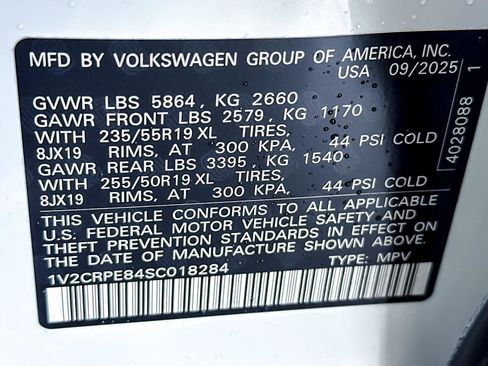 MFD BY VOLKSWAGEN GROUP OF AMERICA, INC.
USA 09/2025
GVWR LBS 5864, KG 2660
GAWR FRONT LBS 2579, KG 1170
WITH 235/55R19 XL TIRES,
8JX19 RIMS, AT 300 KPA, 44 PSI COLD
GAWR REAR LBS 3395, KG 1540
WITH 255/50R19 XL TIRES,
8JX19 RIMS, AT 300 KPA, 44 PSI COLD
THIS VEHICLE CONFORMS TO ALL APPLICABLE
U.S. FEDERAL MOTOR VEHICLE SAFETY AND
THEFT PREVENTION STANDARDS IN EFFECT ON
THE DATE OF MANUFACTURE SHOWN ABOVE.
1V2CRPE84SC018284 TYPE: MPV
4028088 1